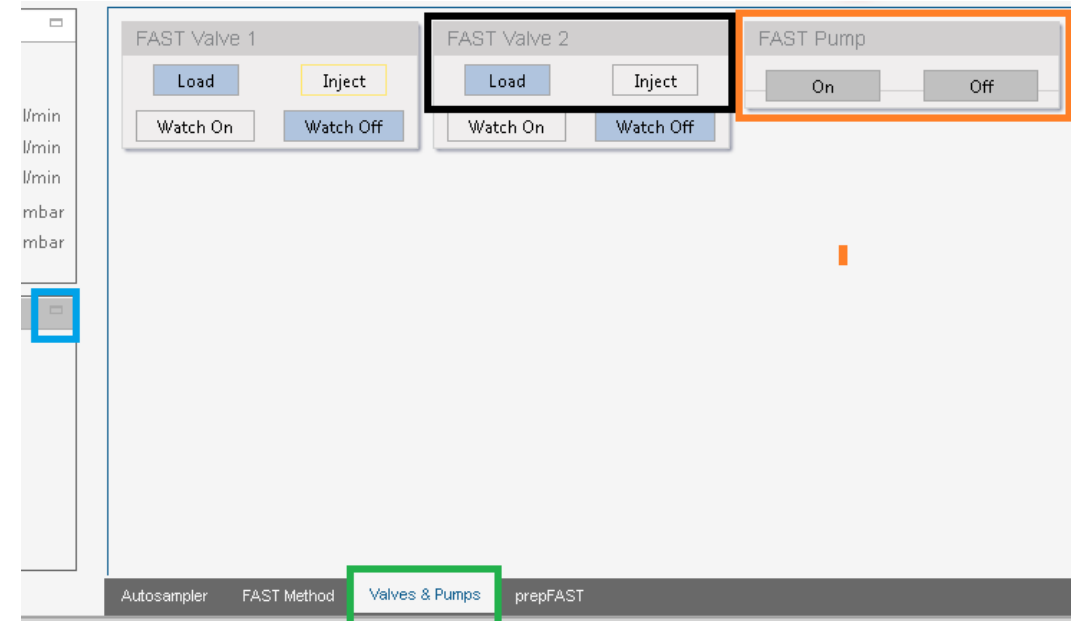 FAST Valve 1
Load Inject
Watch On Watch Off
FAST Valve 2
Load Inject
Watch On Watch Off
FAST Pump
On Off
l/min
l/min
l/min
mbar
mbar
Autosampler FAST Method Valves & Pumps prepFAST